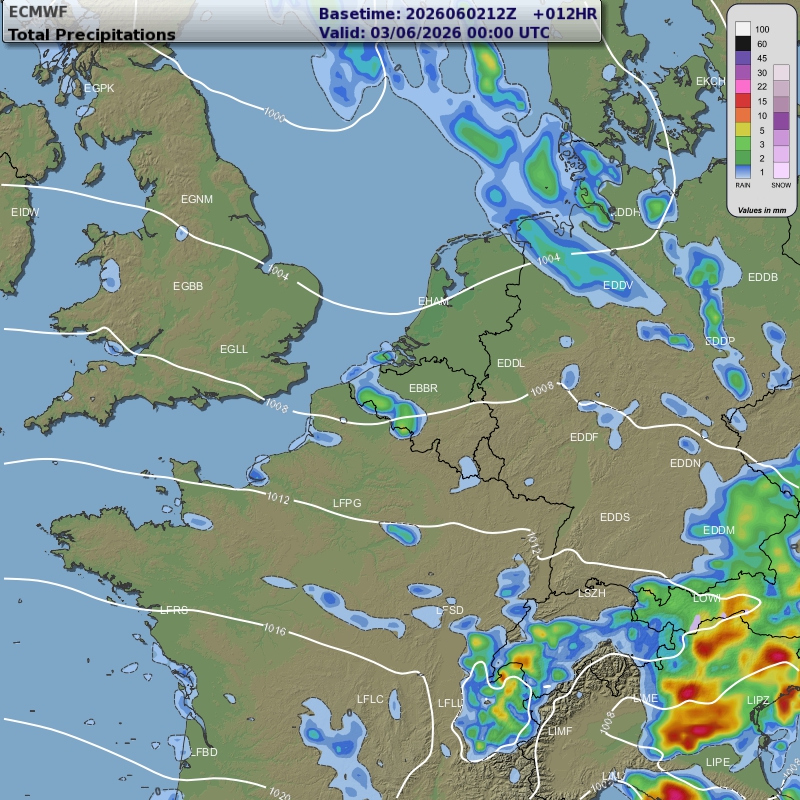 ECMWF
Total Precipitations
Basetime: 2026060212Z +012HR
Valid: 03/06/2026 00:00 UTC
100
60
45
30
22
15
10
5
3
2
1
RAIN
SNOW
Values in mm
EGPK
EKCH
1000
EGNM
EIDW
EDDH
1004
1004
EGBB
EDDV
EDDB
EHAM
EGLL
EDDP
EDDL
EBBR
1008
1008
EDDF
EDDN
1012
LFPG
EDDS
EDDM
1012
LSZH
LOWI
LFRS
LFSD
1016
LFLC
LFLL
LIME
LIPZ
LIMF
1008
LFBD
LIPE
1008
1020